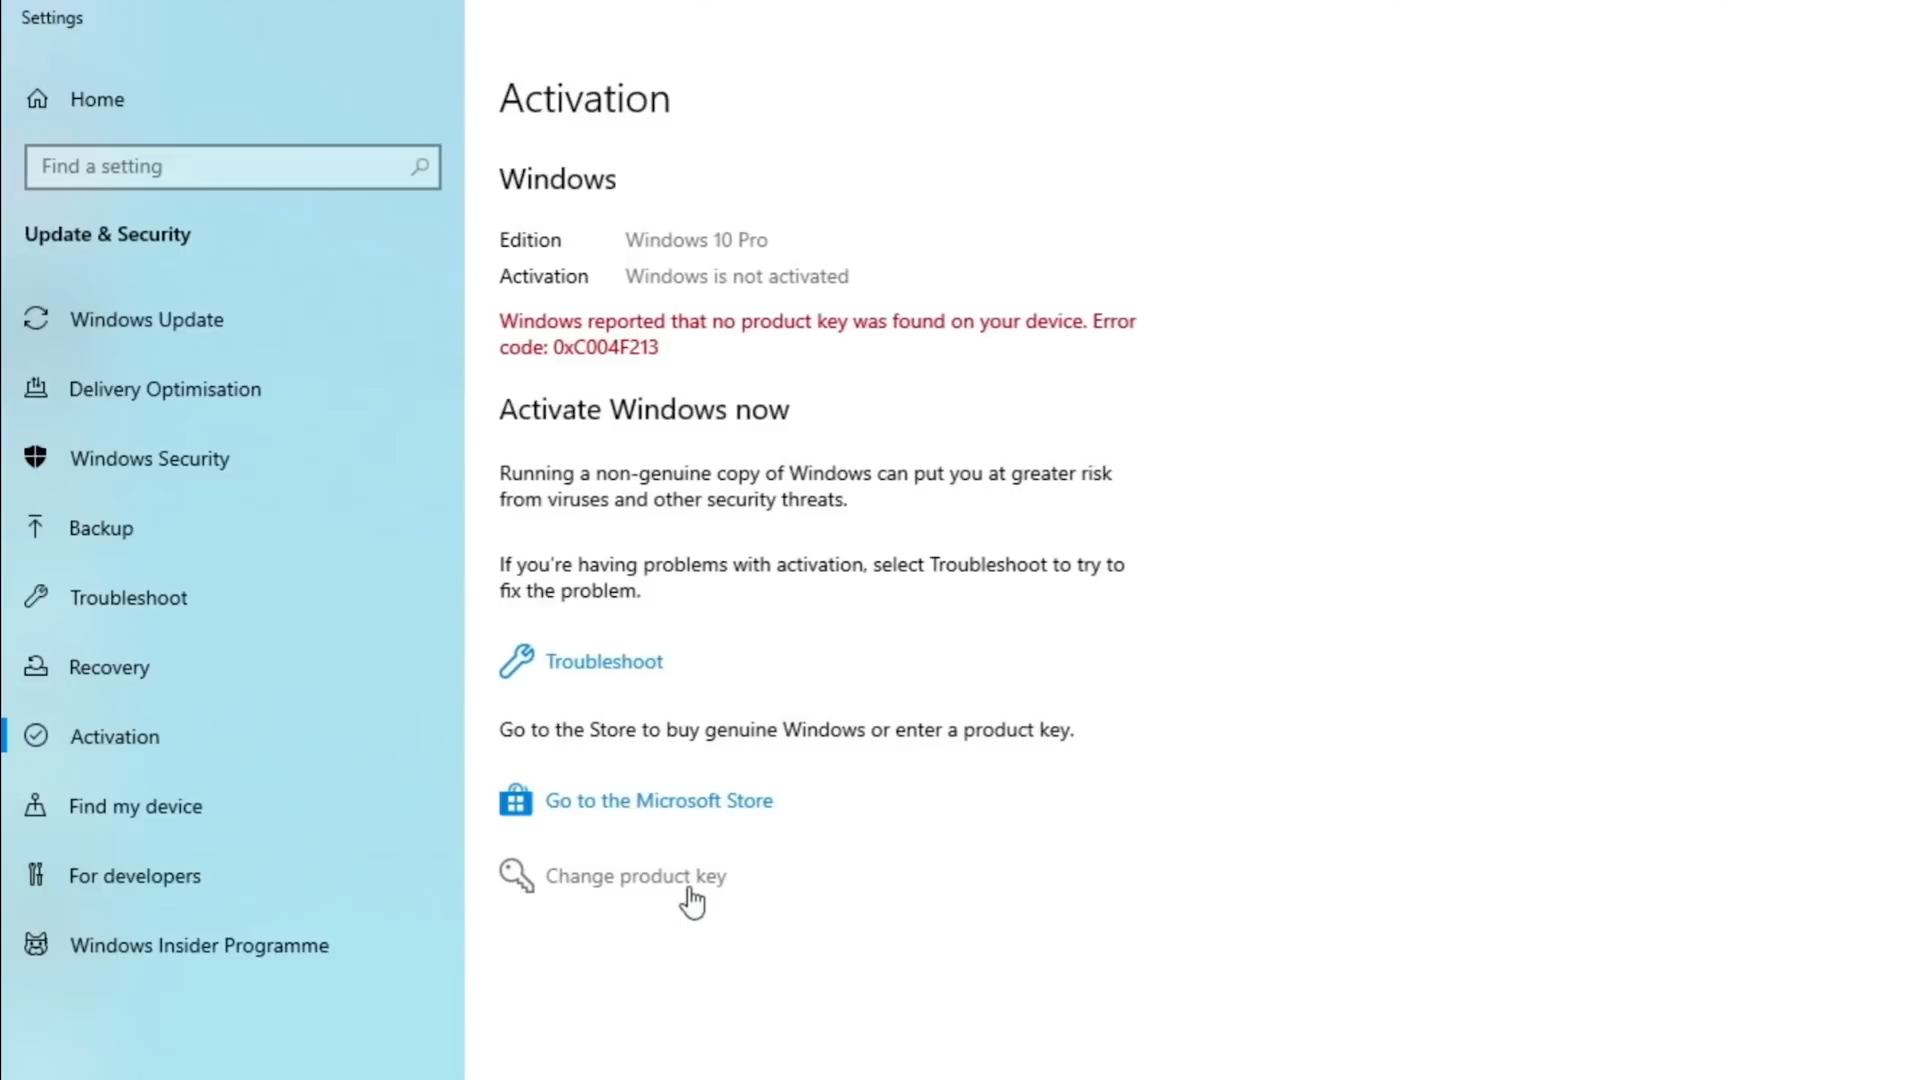 Settings
Home
Find a setting
Update & Security
Windows Update
Delivery Optimisation
Windows Security
Backup
Troubleshoot
Recovery
Activation
Find my device
For developers
Windows Insider Programme
Activation
Windows
Edition Windows 10 Pro
Activation Windows is not activated
Windows reported that no product key was found on your device. Error
code: 0xC004F213
Activate Windows now
Running a non-genuine copy of Windows can put you at greater risk
from viruses and other security threats.
If you're having problems with activation, select Troubleshoot to try to
fix the problem.
Troubleshoot
Go to the Store to buy genuine Windows or enter a product key.
Go to the Microsoft Store
Change product key